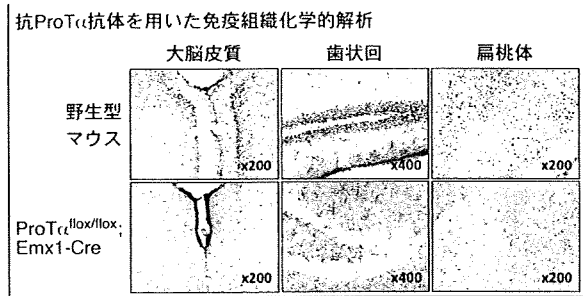 抗ProTα抗体を用いた免疫組織化学的解析
大脳皮質 歯状回 扁桃体
野生型
マウス
x200 x400 x200
ProTα^flox/flox;
Emx1-Cre
x200 x400 x200